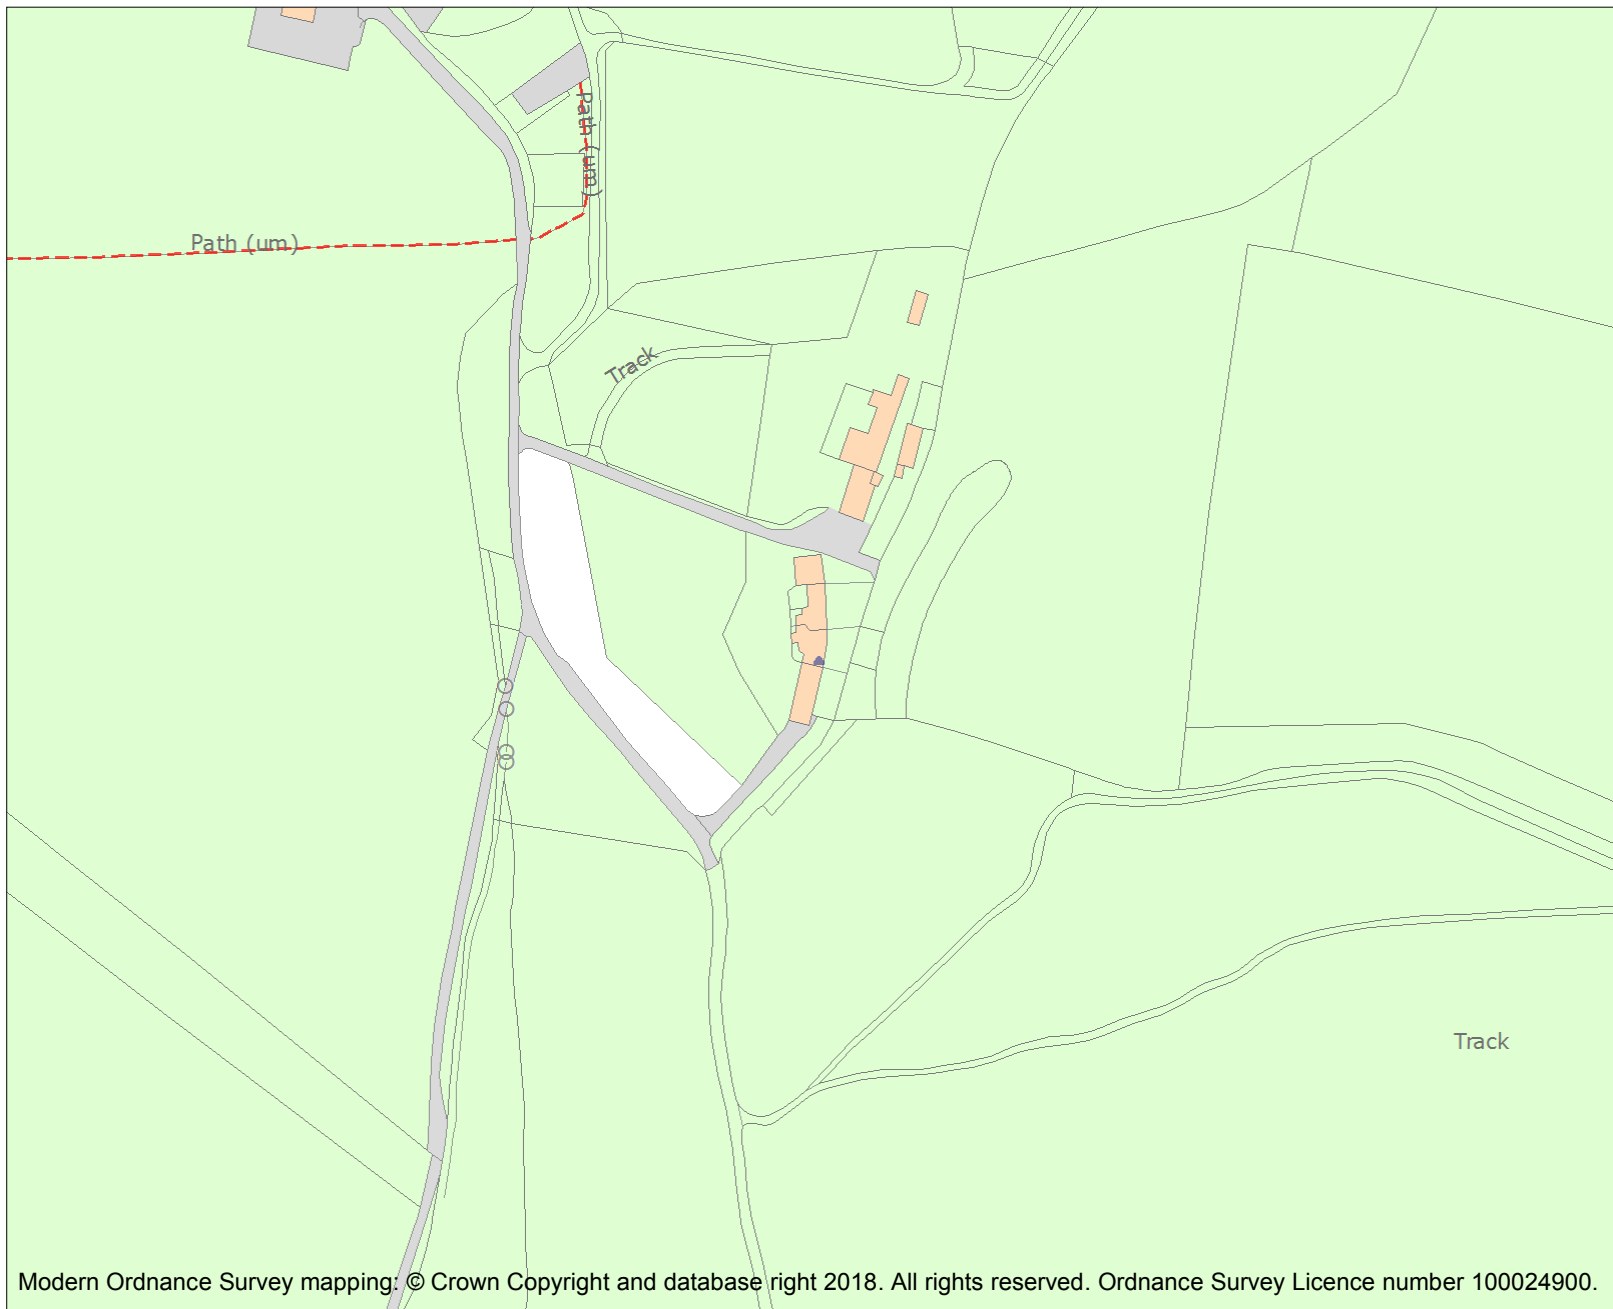 Path (um)
Path (um)
Track
Track
Modern Ordnance Survey mapping: © Crown Copyright and database right 2018. All rights reserved. Ordnance Survey Licence number 100024900.